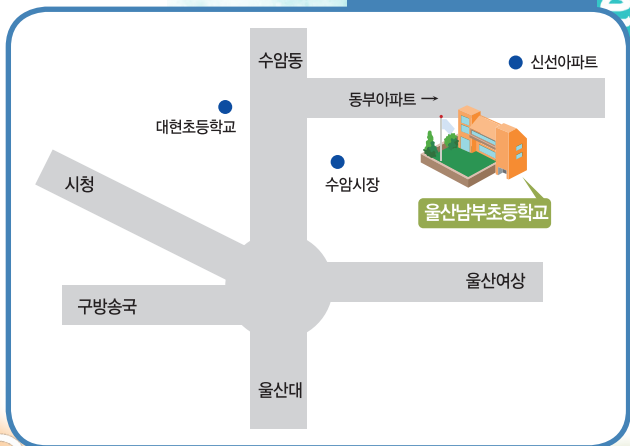 수암동
신선아파트
동부아파트 →
대현초등학교
수암시장
시청
울산남부초등학교
울산여상
구방송국
울산대